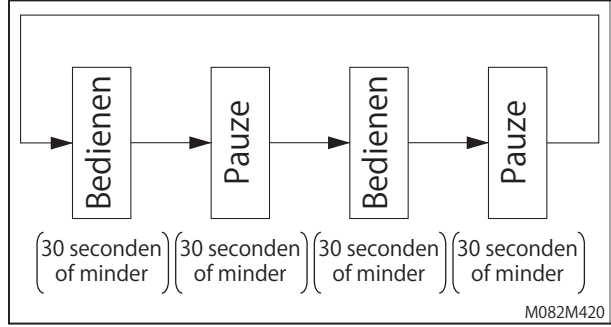 Bedienen
Pauze
Bedienen
Pauze
(30 seconden
of minder)
(30 seconden
of minder)
(30 seconden
of minder)
(30 seconden
of minder)
M082M420